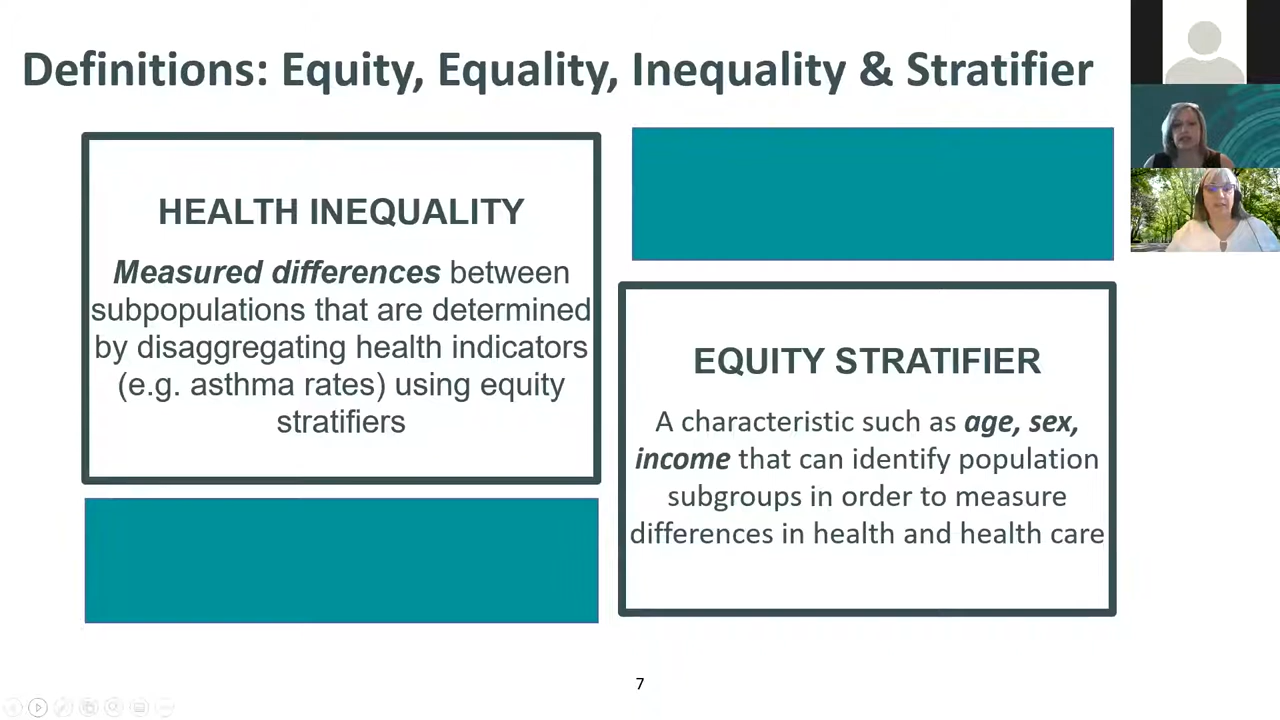 Definitions: Equity, Equality, Inequality & Stratifier
HEALTH INEQUALITY
Measured differences between
subpopulations that are determined
by disaggregating health indicators
(e.g. asthma rates) using equity
stratifiers
EQUITY STRATIFIER
A characteristic such as age, sex,
income that can identify population
subgroups in order to measure
differences in health and health care
7